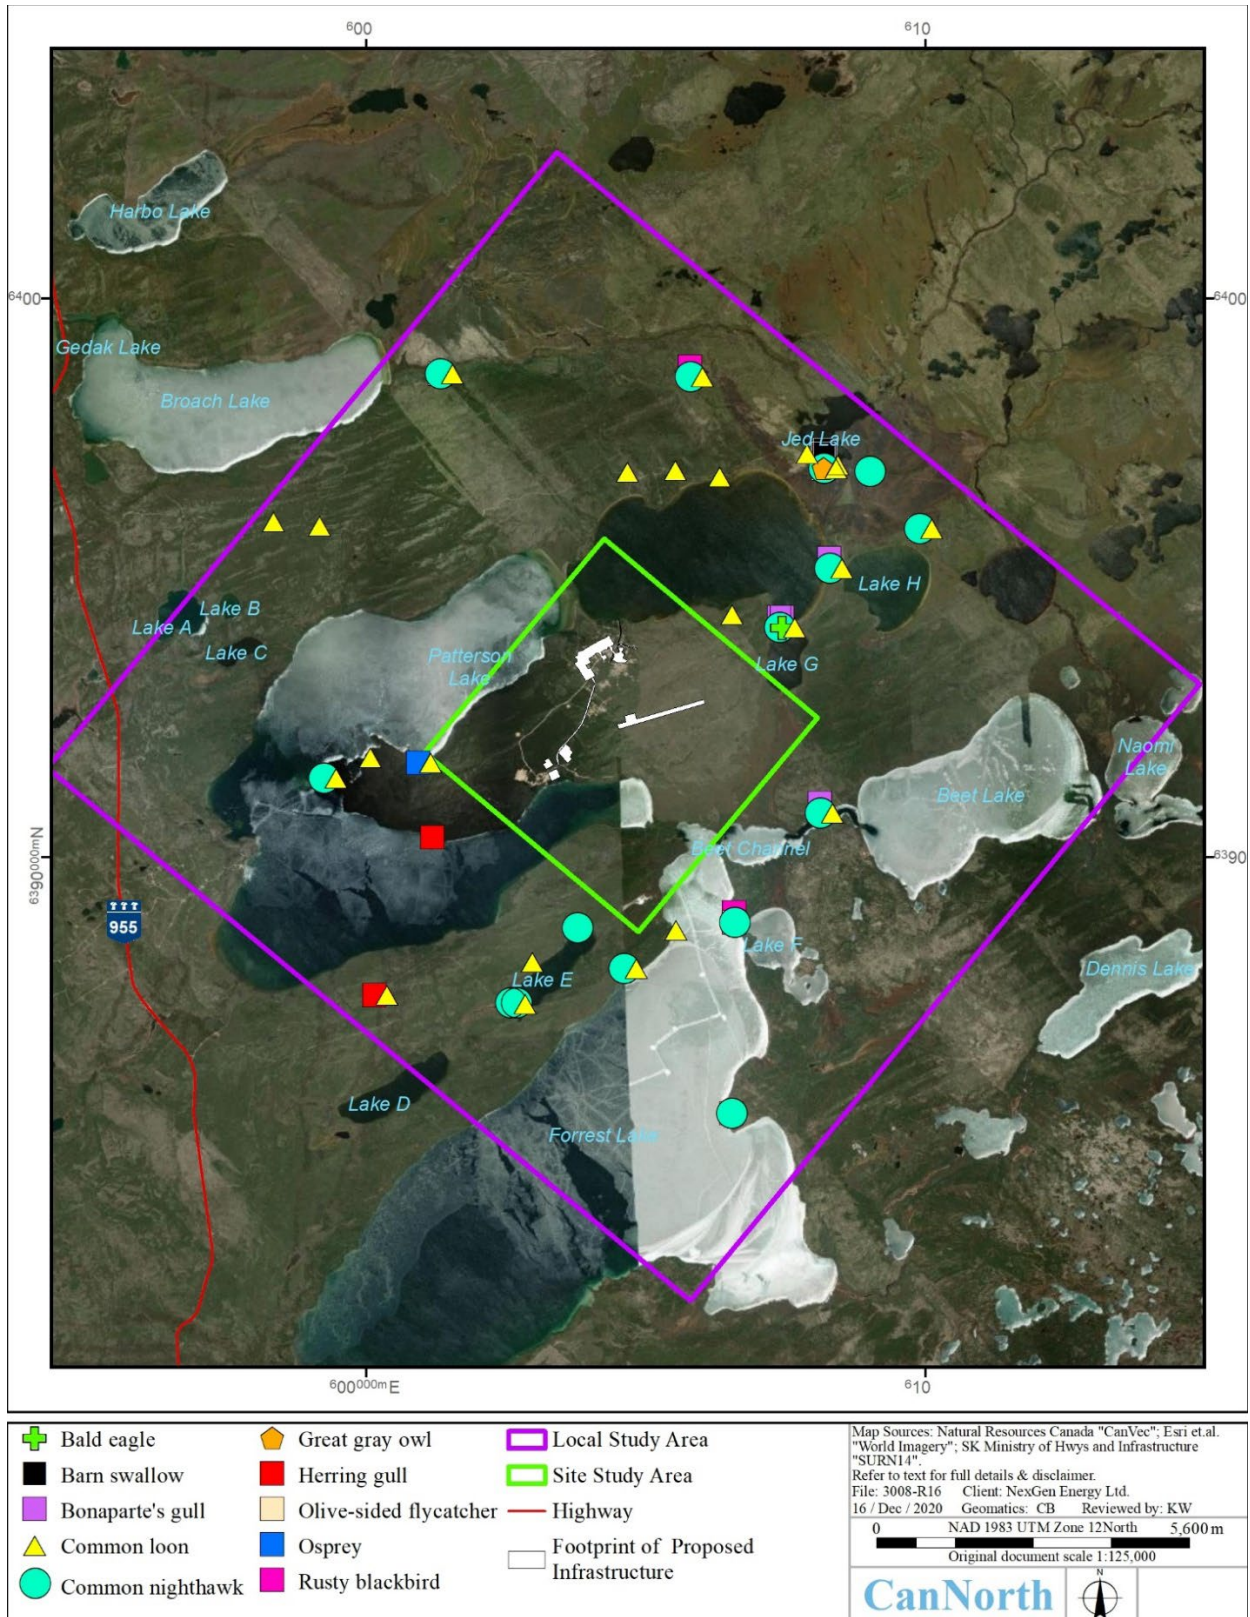 600
610
6400
6400
Harbo Lake
Gedak Lake
Broach Lake
Jed Lake
Lake H
Lake B
Lake A
Lake C
Patterson
Lake
Lake G
Naomi
Lake
Beet Lake
Beet Channel
6390000mN
6390
955
Lake F
Dennis Lake
Lake E
Lake D
Forrest Lake
600000mE
610
Bald eagle
Barn swallow
Bonaparte's gull
Common loon
Common nighthawk
Great gray owl
Herring gull
Olive-sided flycatcher
Osprey
Rusty blackbird
Local Study Area
Site Study Area
Highway
Footprint of Proposed
Infrastructure
Map Sources: Natural Resources Canada "CanVec"; Esri et.al.
"World Imagery"; SK Ministry of Hwys and Infrastructure
"SURN14".
Refer to text for full details & disclaimer.
File: 3008-R16 Client: NexGen Energy Ltd.
16 / Dec / 2020 Geomatics: CB Reviewed by: KW
0 NAD 1983 UTM Zone 12North 5,600 m
Original document scale 1:125,000
CanNorth
N